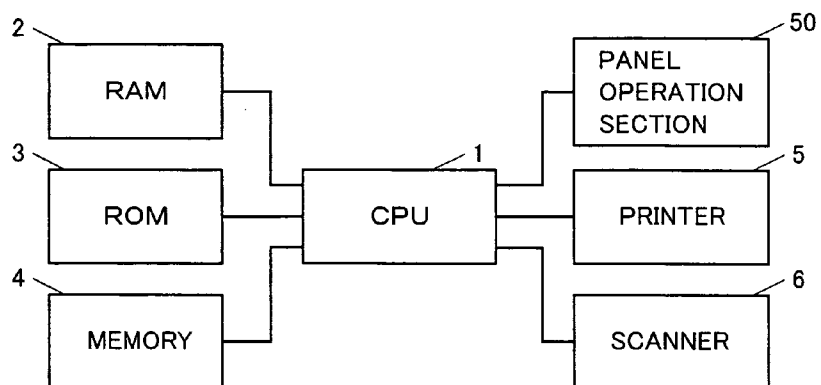 2
50
RAM
PANEL
OPERATION
SECTION
3
1
5
ROM
CPU
PRINTER
4
6
MEMORY
SCANNER